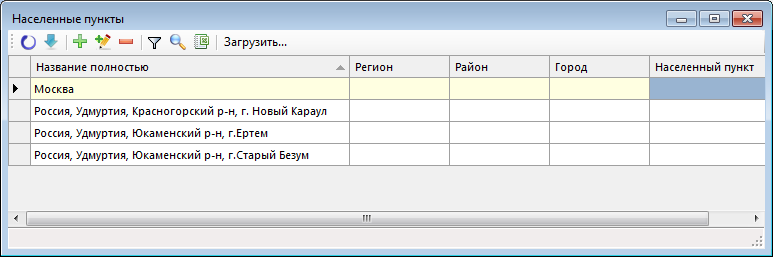 Населенные пункты
Загрузить...
Название полностью Регион Район Город Населенный пункт
Москва
Россия, Удмуртия, Красногорский р-н, г. Новый Караул
Россия, Удмуртия, Юкаменский р-н, г.Ертем
Россия, Удмуртия, Юкаменский р-н, г.Старый Безум